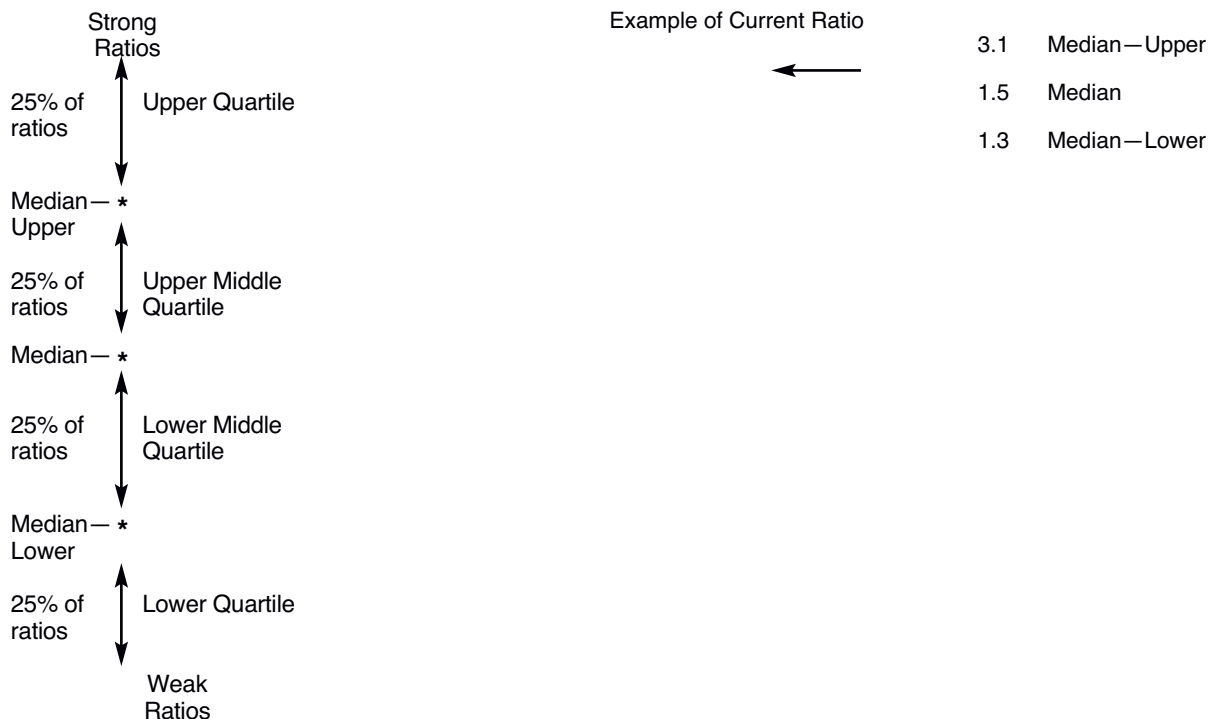 Strong
Ratios
25% of
ratios
Upper Quartile
Median— *
Upper
25% of
ratios
Upper Middle
Quartile
Median— *
25% of
ratios
Lower Middle
Quartile
Median— *
Lower
25% of
ratios
Lower Quartile
Weak
Ratios
Example of Current Ratio
3.1 Median—Upper
1.5 Median
1.3 Median—Lower